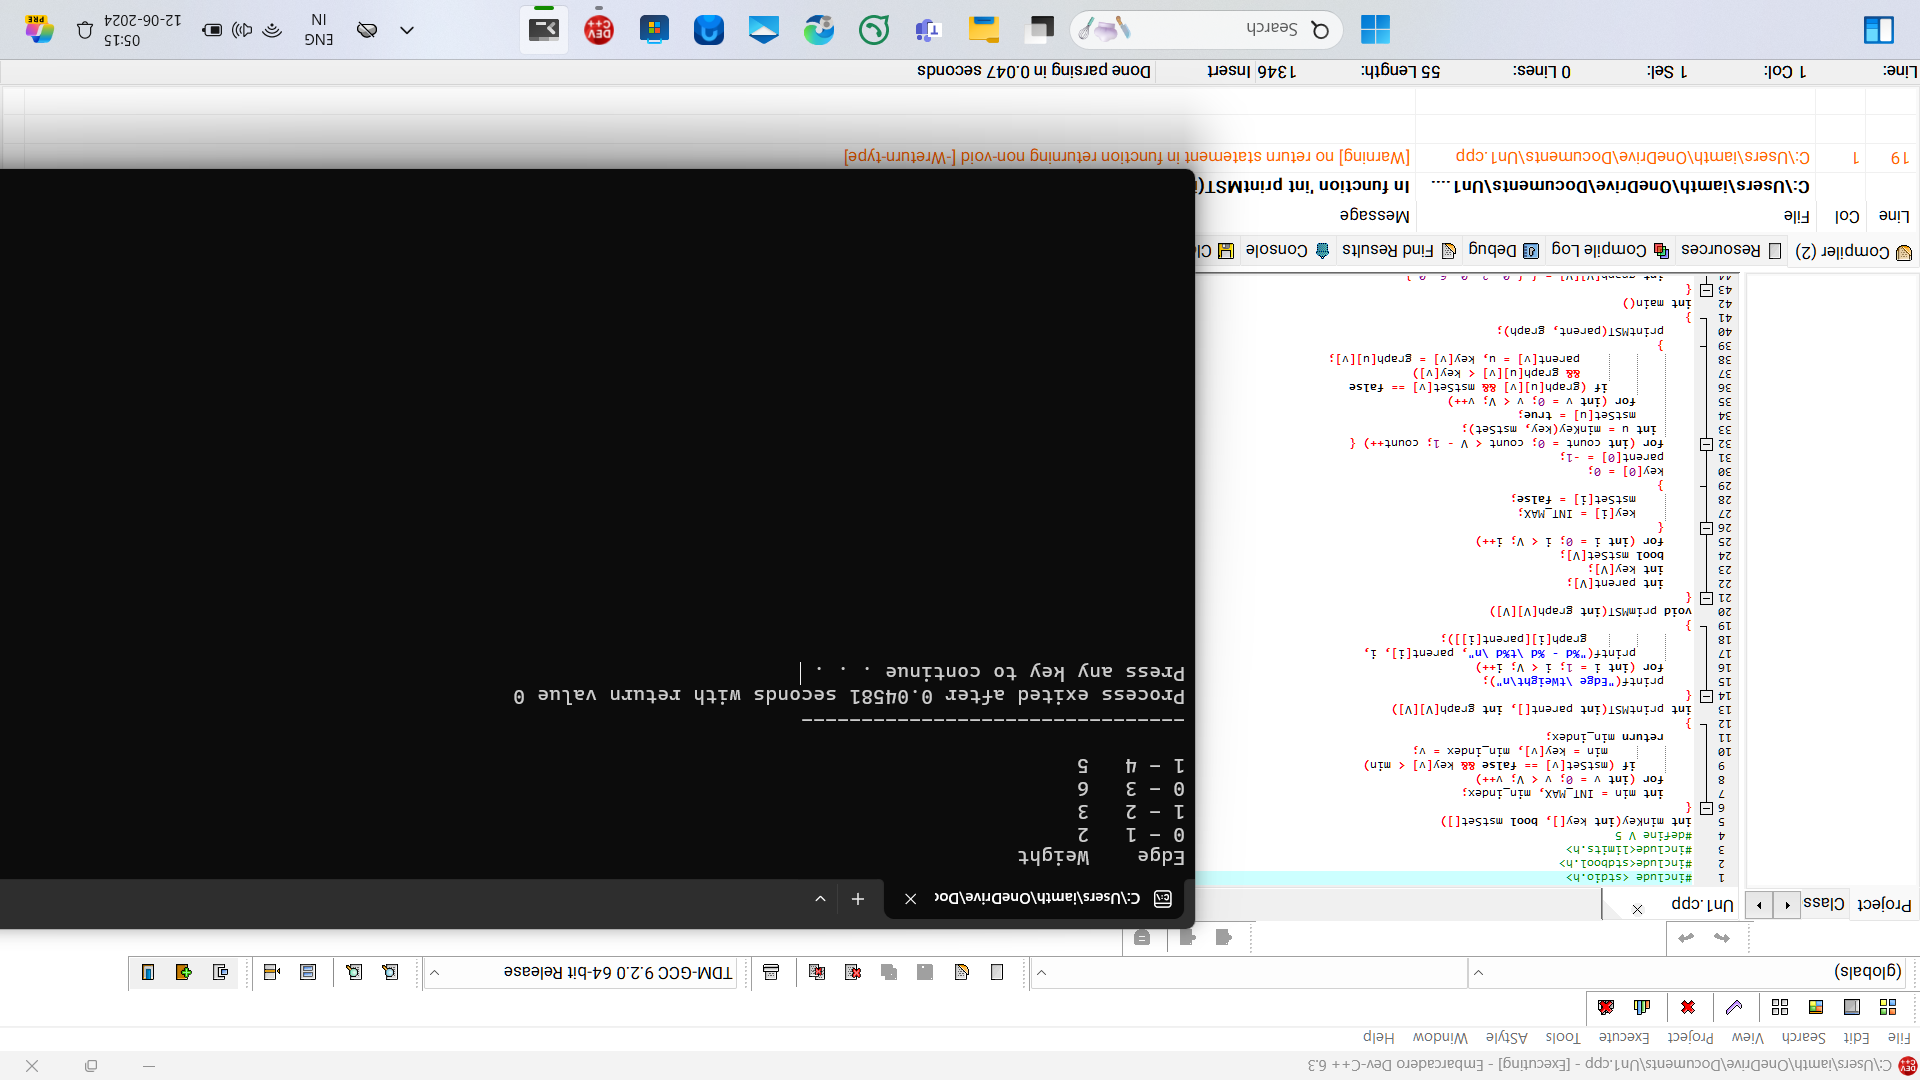 C:\Users\iamth\OneDrive\Documents\Un1.cpp - [Executing] - Embarcadero Dev-C++ 6.3
File Edit Search View Project Execute Tools AStyle Window Help
(globals)
TDM-GCC 9.2.0 64-bit Release
Project Class
Un1.cpp
1 #include <stdio.h>
2 #include<stdbool.h>
3 #include<limits.h>
4 #define V 5
5 int minKey(int key[], bool mstSet[])
6 {
7 int min = INT_MAX, min_index;
8 for (int v = 0; v < V; v++)
9 if (mstSet[v] == false && key[v] < min)
10 min = key[v], min_index = v;
11 return min_index;
12 }
13 int printMST(int parent[], int graph[V][V])
14 {
15 printf("Edge \tWeight\n");
16 for (int i = 1; i < V; i++)
17 printf("%d - %d \t%d \n", parent[i], i,
18 graph[i][parent[i]]);
19 }
20 void primMST(int graph[V][V])
21 {
22 int parent[V];
23 int key[V];
24 bool mstSet[V];
25 for (int i = 0; i < V; i++)
26 {
27 key[i] = INT_MAX;
28 mstSet[i] = false;
29 }
30 key[0] = 0;
31 parent[0] = -1;
32 for (int count = 0; count < V - 1; count++) {
33 int u = minKey(key, mstSet);
34 mstSet[u] = true;
35 for (int v = 0; v < V; v++)
36 if (graph[u][v] && mstSet[v] == false
37 && graph[u][v] < key[v])
38 parent[v] = u, key[v] = graph[u][v];
39 }
40 printMST(parent, graph);
41 }
42 int main()
43 {
44 int graph[V][V] = { { 0, 2, 0, 6, 0 }
C:\Users\iamth\OneDrive\Doc
Edge Weight
0 - 1 2
1 - 2 3
0 - 3 6
1 - 4 5
--------------------------------
Process exited after 0.04581 seconds with return value 0
Press any key to continue . . .
Compiler (2) Resources Compile Log Debug Find Results Console
Line Col File Message
C:\Users\iamth\OneDrive\Documents\Un1.... In function 'int printMST(
19 1 C:\Users\iamth\OneDrive\Documents\Un1.cpp [Warning] no return statement in function returning non-void [-Wreturn-type]
Line: 1 Col: 1 Sel: 0 Lines: 55 Length: 1346 Insert Done parsing in 0.047 seconds
Search
ENG
IN
05:15
12-06-2024
PRE